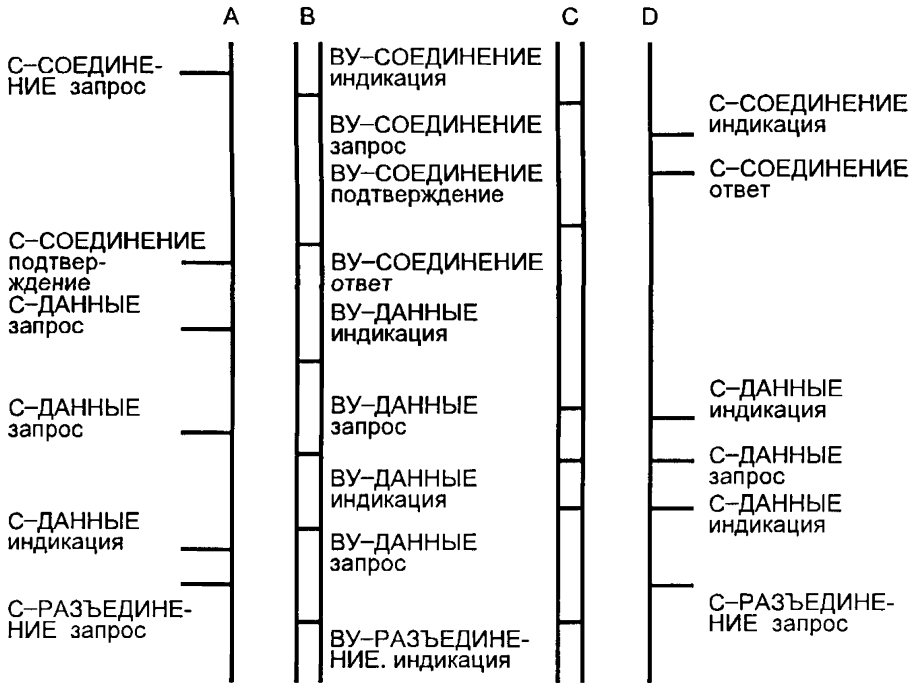 A B C D
С–СОЕДИНЕ-
НИЕ запрос
С–СОЕДИНЕНИЕ
подтвер-
ждение
С–ДАННЫЕ
запрос
С–ДАННЫЕ
запрос
С–ДАННЫЕ
индикация
С–РАЗЪЕДИНЕ-
НИЕ запрос
ВУ–СОЕДИНЕНИЕ
индикация
ВУ–СОЕДИНЕНИЕ
запрос
ВУ–СОЕДИНЕНИЕ
подтверждение
ВУ–СОЕДИНЕНИЕ
ответ
ВУ–ДАННЫЕ
индикация
ВУ–ДАННЫЕ
запрос
ВУ–ДАННЫЕ
индикация
ВУ–ДАННЫЕ
запрос
ВУ–РАЗЪЕДИНЕ-
НИЕ. индикация
С–СОЕДИНЕНИЕ
индикация
С–СОЕДИНЕНИЕ
ответ
С–ДАННЫЕ
индикация
С–ДАННЫЕ
запрос
С–ДАННЫЕ
индикация
С–РАЗЪЕДИНЕ-
НИЕ запрос